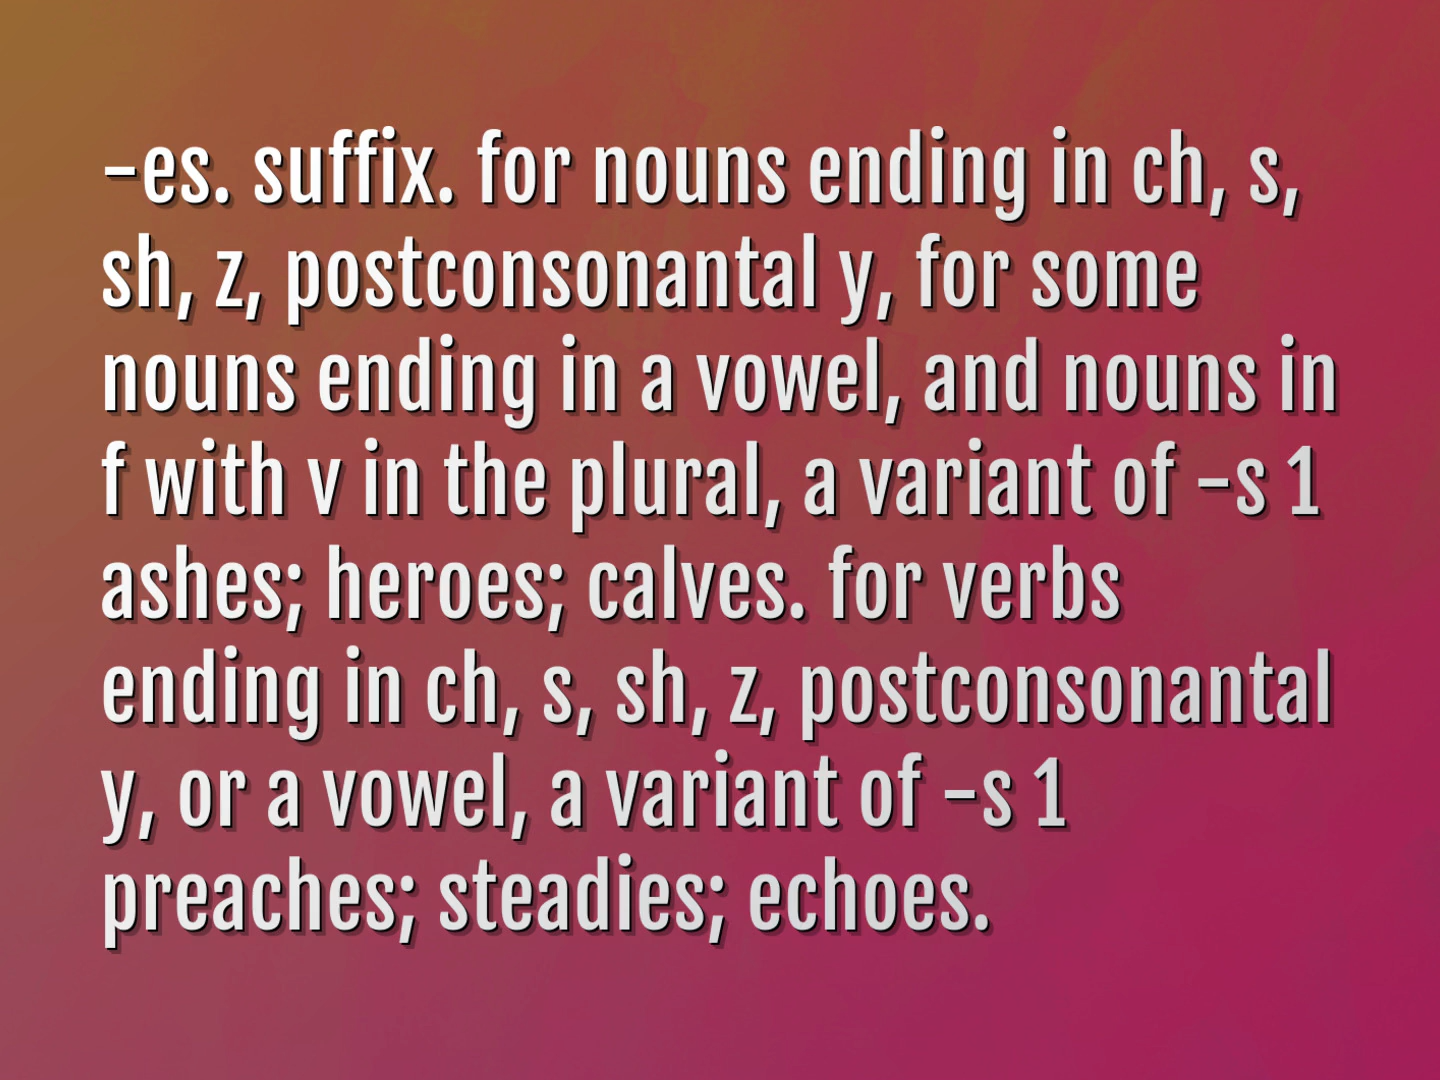 -es. suffix. for nouns ending in ch, s,
sh, z, postconsonantal y, for some
nouns ending in a vowel, and nouns in
f with v in the plural, a variant of -s 1
ashes; heroes; calves. for verbs
ending in ch, s, sh, z, postconsonantal
y, or a vowel, a variant of -s 1
preaches; steadies; echoes.